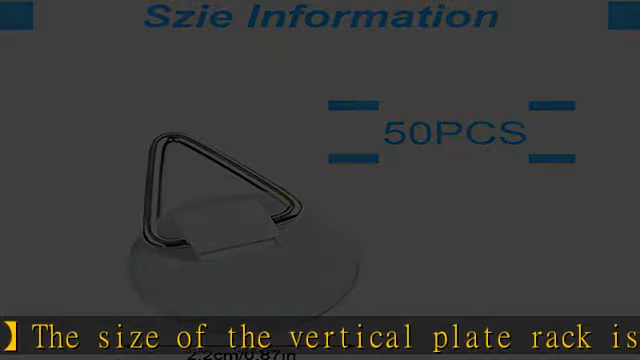 Szie Information
50PCS
】The size of the vertical plate rack is
2.2cm/0.87in